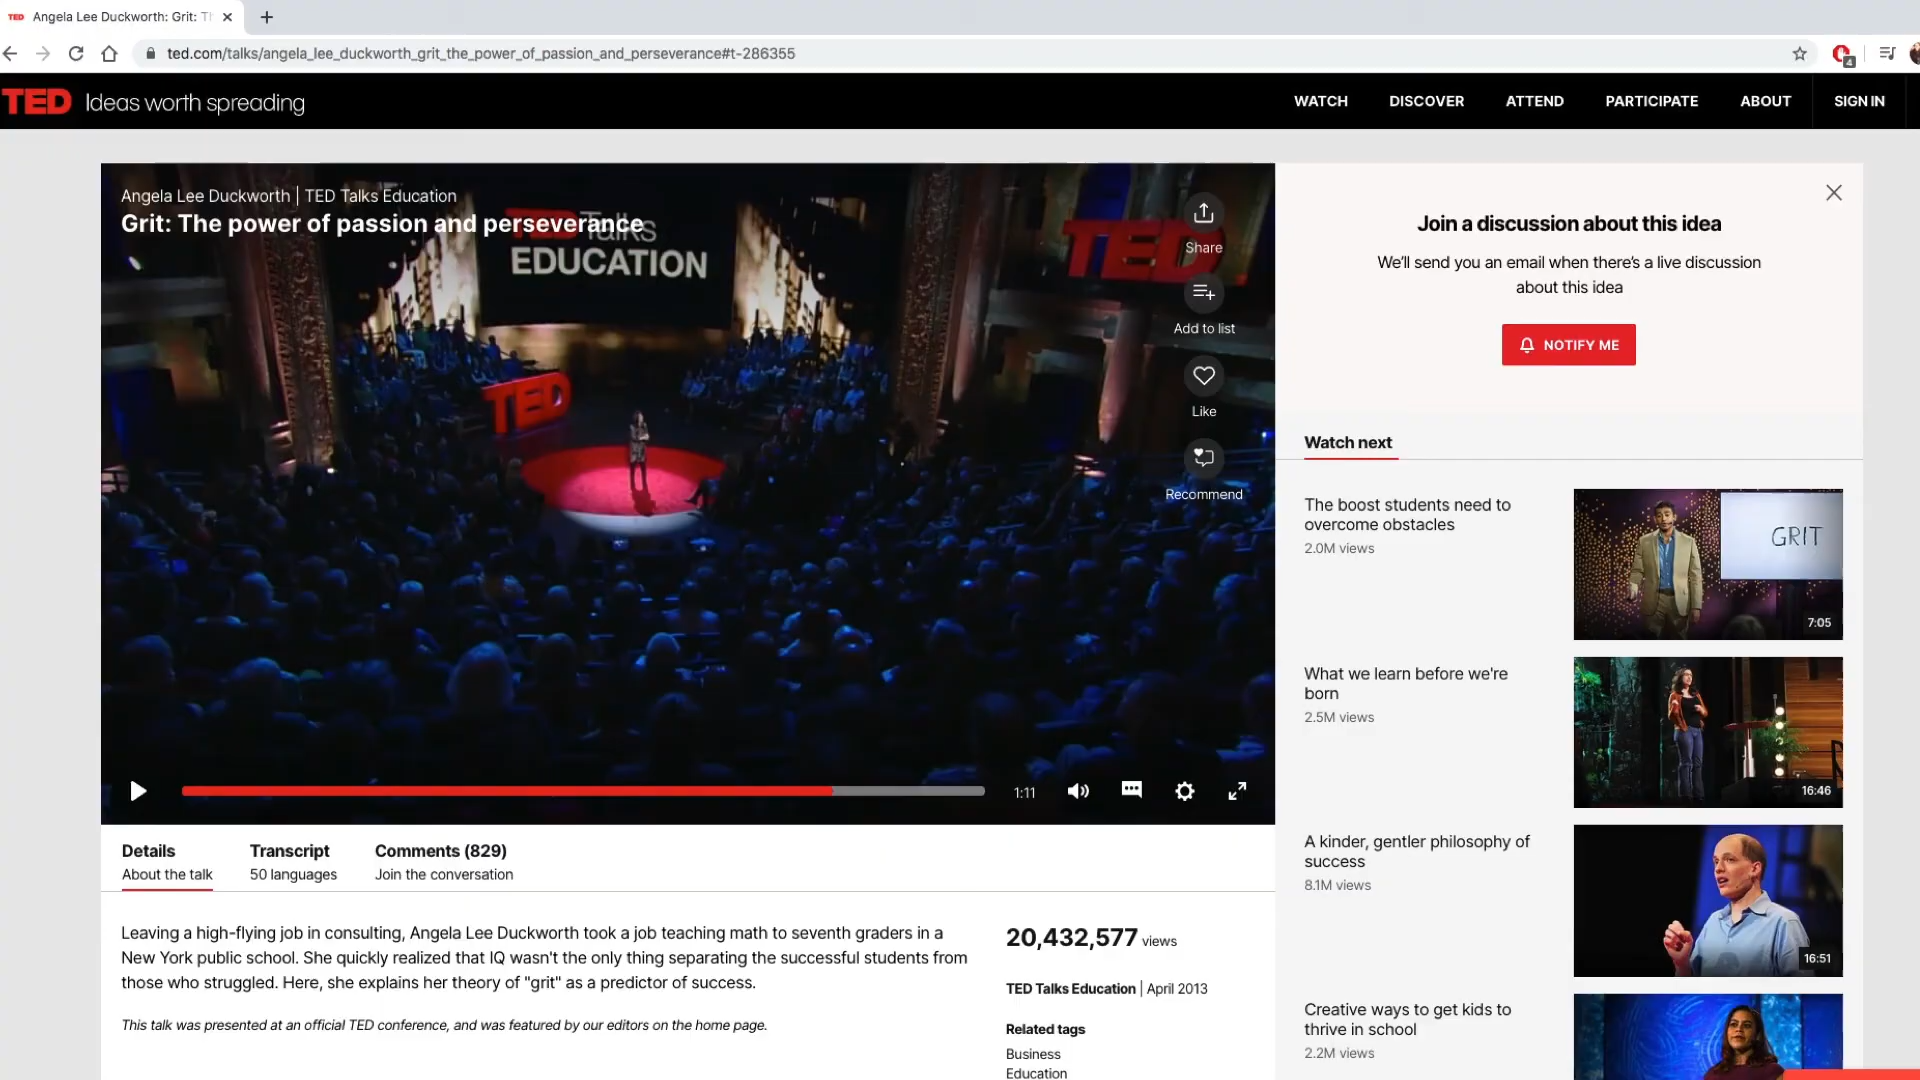 TED Angela Lee Duckworth: Grit: T
ted.com/talks/angela_lee_duckworth_grit_the_power_of_passion_and_perseverance#t-286355
4
TED Ideas worth spreading
WATCH DISCOVER ATTEND PARTICIPATE ABOUT SIGN IN
Angela Lee Duckworth | TED Talks Education
Grit: The power of passion and perseverance
TEDTalks
EDUCATION
TED
TED
Share
Add to list
Like
Recommend
1:11
Join a discussion about this idea
We'll send you an email when there's a live discussion
about this idea
NOTIFY ME
Watch next
The boost students need to
overcome obstacles
2.0M views
GRIT
7:05
What we learn before we're
born
2.5M views
16:46
A kinder, gentler philosophy of
success
8.1M views
16:51
Creative ways to get kids to
thrive in school
2.2M views
Details
About the talk
Transcript
50 languages
Comments (829)
Join the conversation
Leaving a high-flying job in consulting, Angela Lee Duckworth took a job teaching math to seventh graders in a
New York public school. She quickly realized that IQ wasn't the only thing separating the successful students from
those who struggled. Here, she explains her theory of "grit" as a predictor of success.
This talk was presented at an official TED conference, and was featured by our editors on the home page.
20,432,577 views
TED Talks Education | April 2013
Related tags
Business
Education